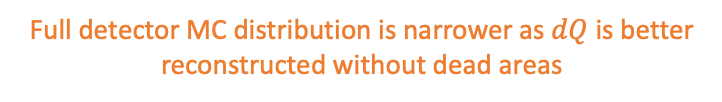 Full detector MC distribution is narrower as dQ is better
reconstructed without dead areas